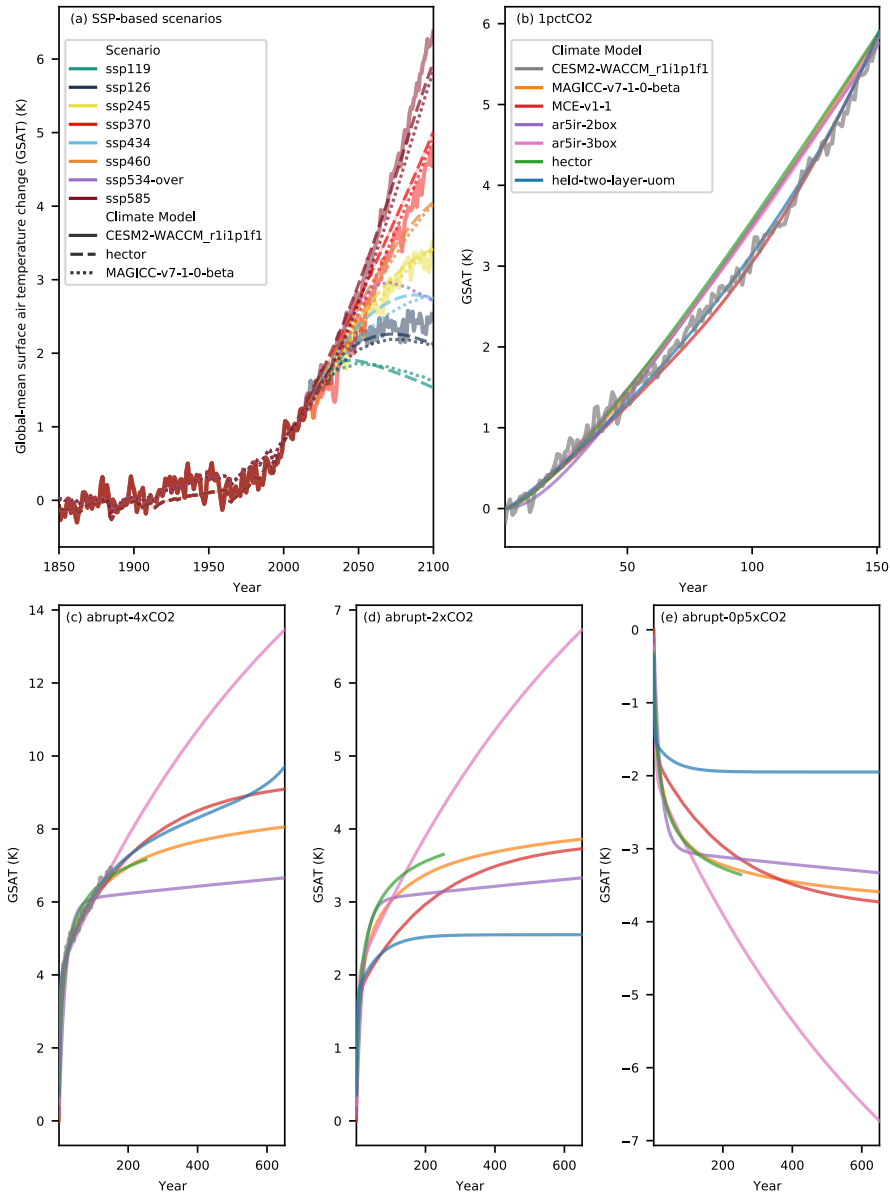 (a) SSP-based scenarios
Scenario
ssp119
ssp126
ssp245
ssp370
ssp434
ssp460
ssp534-over
ssp585
Climate Model
CESM2-WACCM_r1i1p1f1
hector
MAGICC-v7-1-0-beta
Global-mean surface air temperature change (GSAT) (K)
6
5
4
3
2
1
0
1850
1900
1950
2000
2050
2100
Year
(b) 1pctCO2
Climate Model
CESM2-WACCM_r1i1p1f1
MAGICC-v7-1-0-beta
MCE-v1-1
ar5ir-2box
ar5ir-3box
hector
held-two-layer-uom
GSAT (K)
6
5
4
3
2
1
0
50
100
150
Year
(c) abrupt-4xCO2
GSAT (K)
14
12
10
8
6
4
2
0
200
400
600
Year
(d) abrupt-2xCO2
GSAT (K)
7
6
5
4
3
2
1
0
200
400
600
Year
(e) abrupt-0p5xCO2
GSAT (K)
0
−1
−2
−3
−4
−5
−6
−7
200
400
600
Year